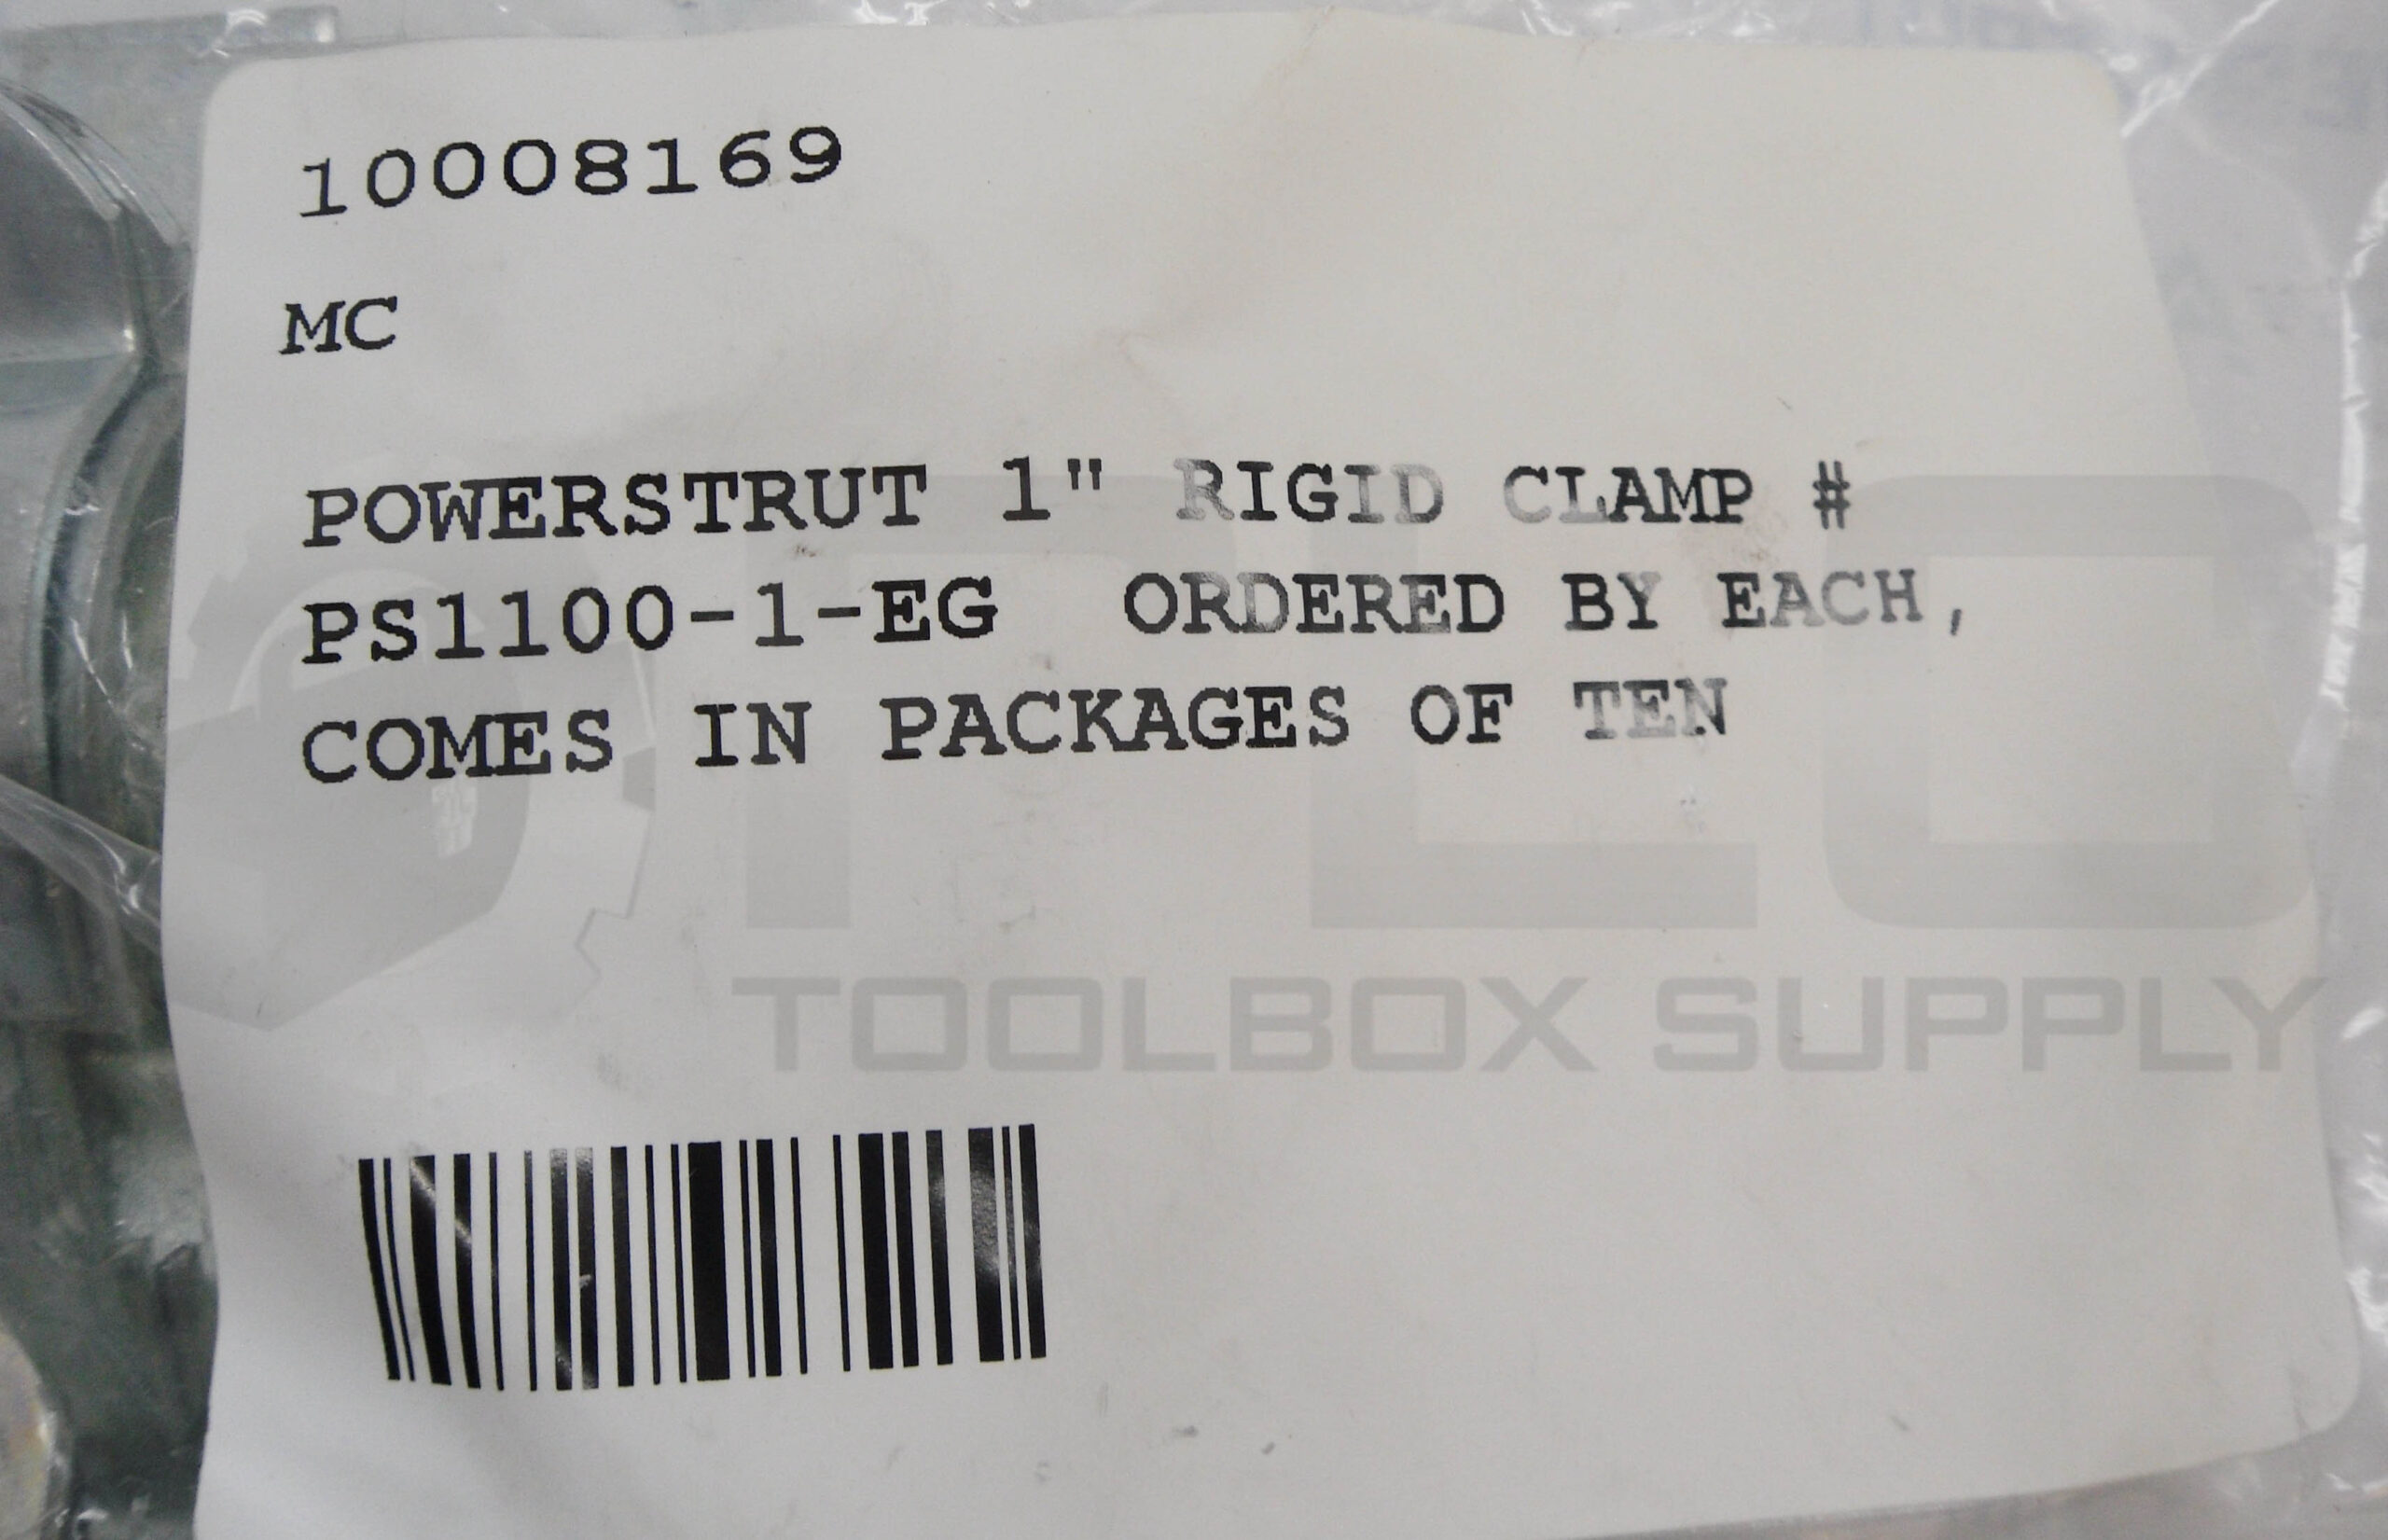 10008169
MC
POWERSTRUT 1" RIGID CLAMP #
PS1100-1-EG ORDERED BY EACH,
COMES IN PACKAGES OF TEN
PLC
TOOLBOX SUPPLY